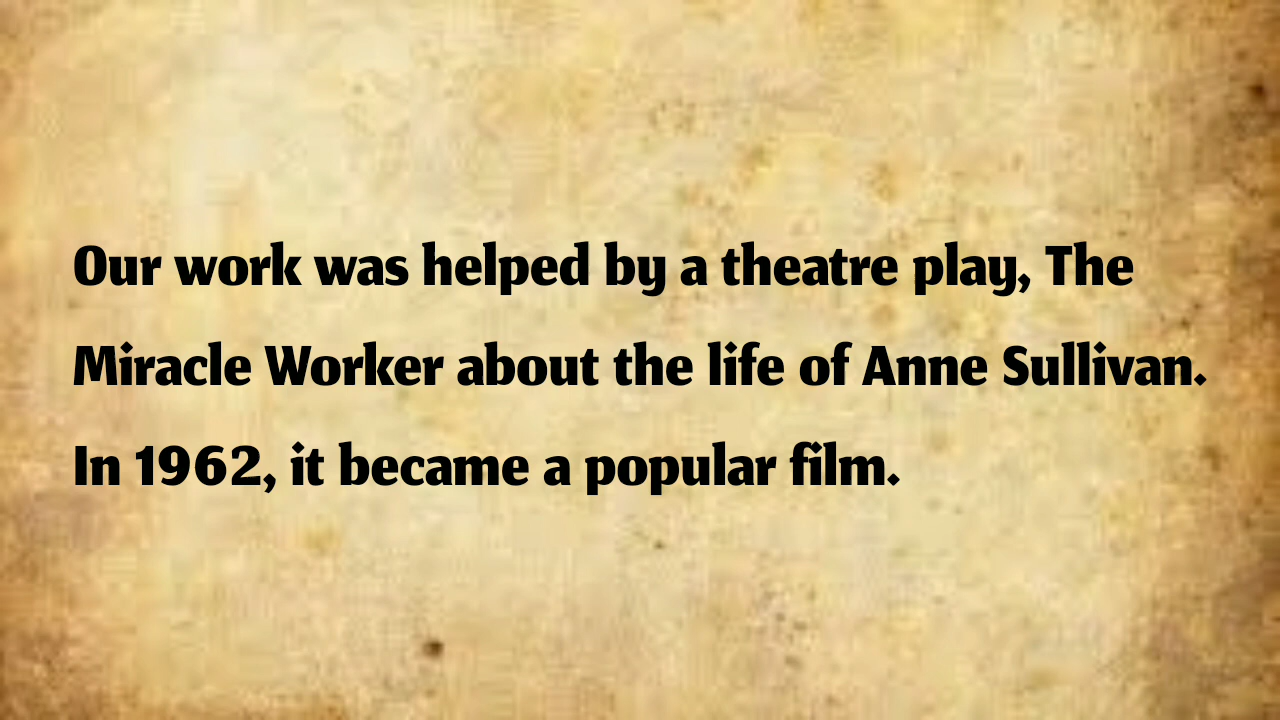 Our work was helped by a theatre play, The
Miracle Worker about the life of Anne Sullivan.
In 1962, it became a popular film.